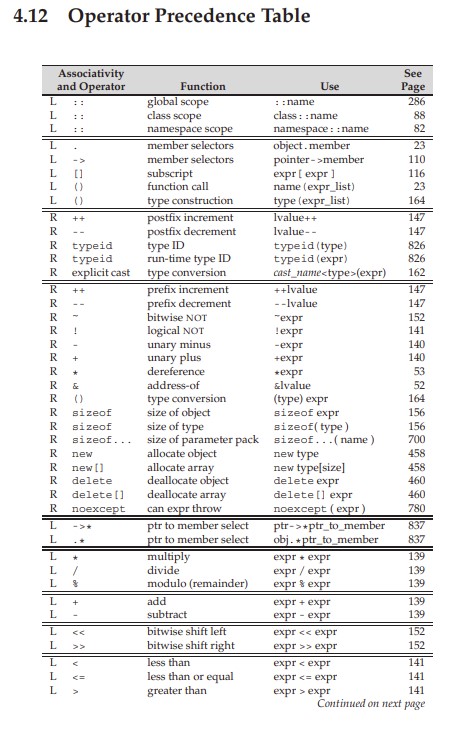 4.12 Operator Precedence Table
Associativity and Operator Function Use See Page
L :: global scope ::name 286
L :: class scope class::name 88
L :: namespace scope namespace::name 82
L . member selectors object.member 23
L -> member selectors pointer->member 110
L [] subscript expr[expr] 116
L () function call name(expr_list) 23
L () type construction type(expr_list) 164
R ++ postfix increment lvalue++ 147
R -- postfix decrement lvalue-- 147
R typeid type ID typeid(type) 826
R typeid run-time type ID typeid(expr) 826
R explicit cast type conversion cast_name<type>(expr) 162
R ++ prefix increment ++lvalue 147
R -- prefix decrement --lvalue 147
R ~ bitwise NOT ~expr 152
R ! logical NOT !expr 141
R - unary minus -expr 140
R + unary plus +expr 140
R * dereference *expr 53
R & address-of &lvalue 52
R () type conversion (type) expr 164
R sizeof size of object sizeof expr 156
R sizeof size of type sizeof(type) 156
R sizeof... size of parameter pack sizeof...(name) 700
R new allocate object new type 458
R new[] allocate array new type[size] 458
R delete deallocate object delete expr 460
R delete[] deallocate array delete[] expr 460
R noexcept can expr throw noexcept(expr) 780
L ->* ptr to member select ptr->*ptr_to_member 837
L .* ptr to member select obj.*ptr_to_member 837
L * multiply expr * expr 139
L / divide expr / expr 139
L % modulo (remainder) expr % expr 139
L + add expr + expr 139
L - subtract expr - expr 139
L << bitwise shift left expr << expr 152
L >> bitwise shift right expr >> expr 152
L < less than expr < expr 141
L <= less than or equal expr <= expr 141
L > greater than expr > expr 141
Continued on next page